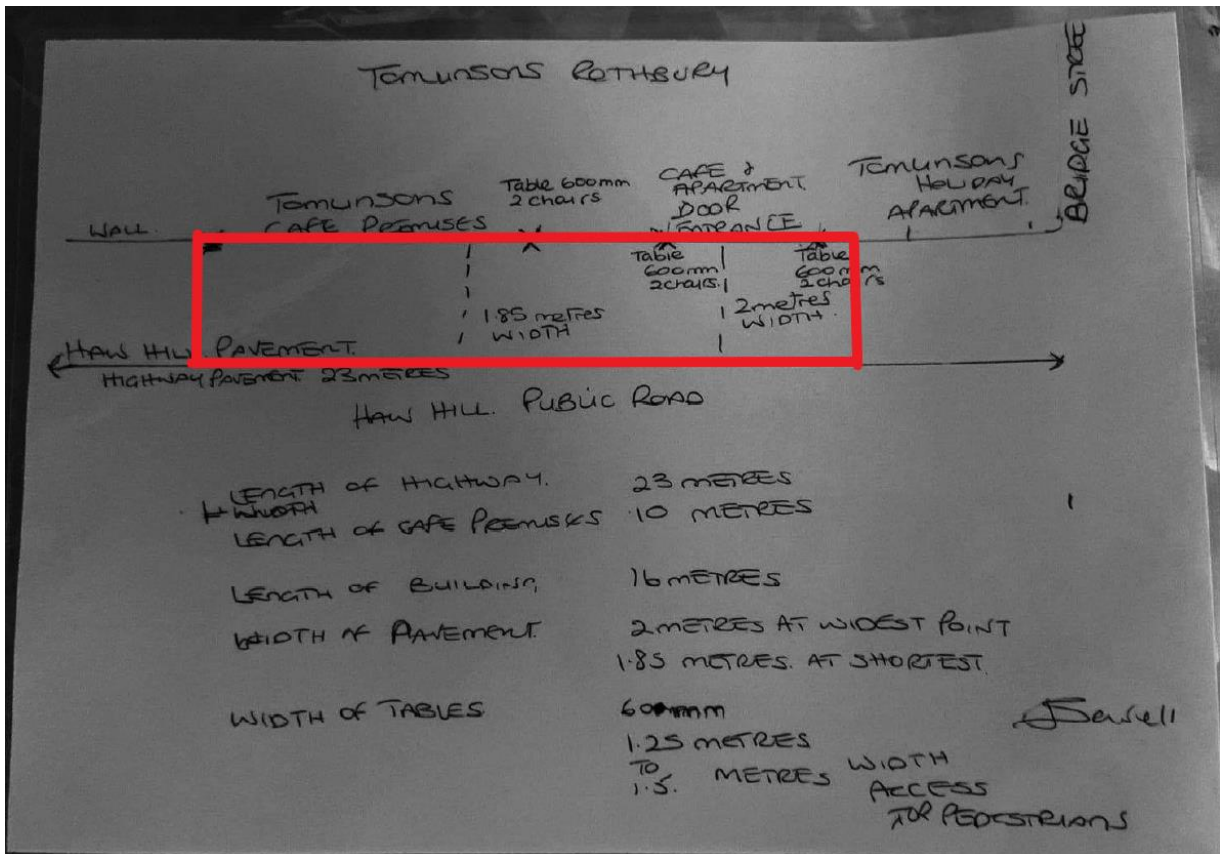 Tomlinsons Rothbury
BRIDGE STREE
WALL
Tomlinsons
CAFE PREMISES
Table 600mm
2 chairs
CAFE &
APARTMENT
DOOR
ENTRANCE
Tomlinsons
HOLIDAY
APARTMENT
Table
600mm
2 chairs
Table
600mm
2 chairs
1.85 metres
WIDTH
2 metres
WIDTH
HAW HILL PAVEMENT.
HIGHWAY PAVEMENT 23 METRES
HAW HILL. PUBLIC ROAD
LENGTH OF HIGHWAY. 23 METRES
WIDTH
LENGTH OF CAFE PREMISES 10 METRES
LENGTH OF BUILDING, 16 METRES
WIDTH OF PAVEMENT. 2 METRES AT WIDEST POINT
1.85 METRES. AT SHORTEST.
WIDTH OF TABLES 600mm
1.25 METRES
TO
1.5. METRES WIDTH
ACCESS
FOR PEDESTRIANS